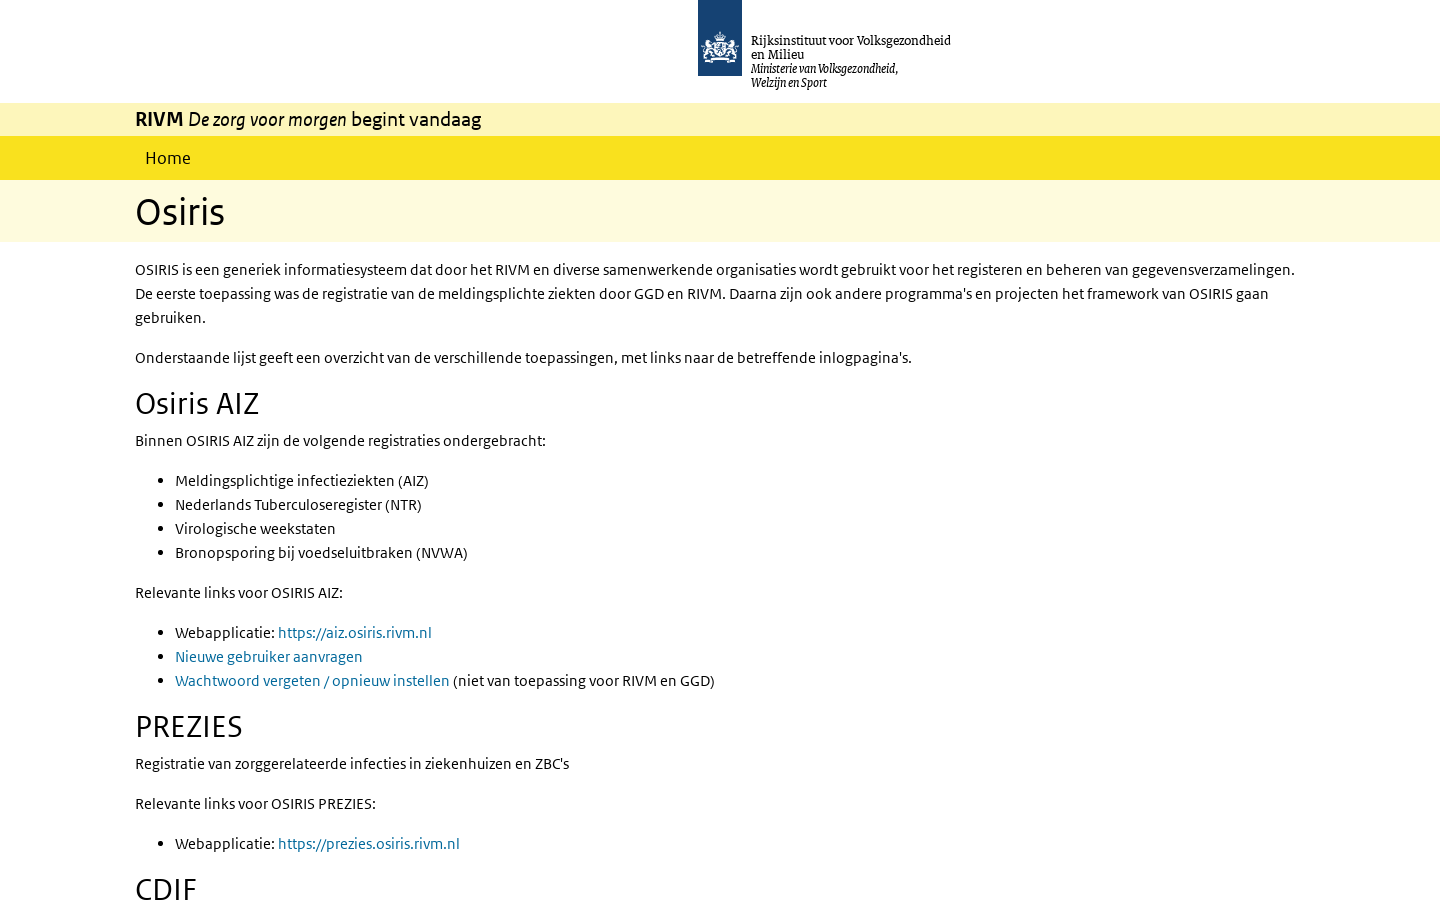 Rijksinstituut voor Volksgezondheid
en Milieu
Ministerie van Volksgezondheid,
Welzijn en Sport
RIVM De zorg voor morgen begint vandaag
Home
Osiris
OSIRIS is een generiek informatiesysteem dat door het RIVM en diverse samenwerkende organisaties wordt gebruikt voor het registeren en beheren van gegevensverzamelingen.
De eerste toepassing was de registratie van de meldingsplichte ziekten door GGD en RIVM. Daarna zijn ook andere programma's en projecten het framework van OSIRIS gaan
gebruiken.
Onderstaande lijst geeft een overzicht van de verschillende toepassingen, met links naar de betreffende inlogpagina's.
Osiris AIZ
Binnen OSIRIS AIZ zijn de volgende registraties ondergebracht:
Meldingsplichtige infectieziekten (AIZ)
Nederlands Tuberculoseregister (NTR)
Virologische weekstaten
Bronopsporing bij voedseluitbraken (NVWA)
Relevante links voor OSIRIS AIZ:
Webapplicatie: https://aiz.osiris.rivm.nl
Nieuwe gebruiker aanvragen
Wachtwoord vergeten / opnieuw instellen (niet van toepassing voor RIVM en GGD)
PREZIES
Registratie van zorggerelateerde infecties in ziekenhuizen en ZBC's
Relevante links voor OSIRIS PREZIES:
Webapplicatie: https://prezies.osiris.rivm.nl
CDIF